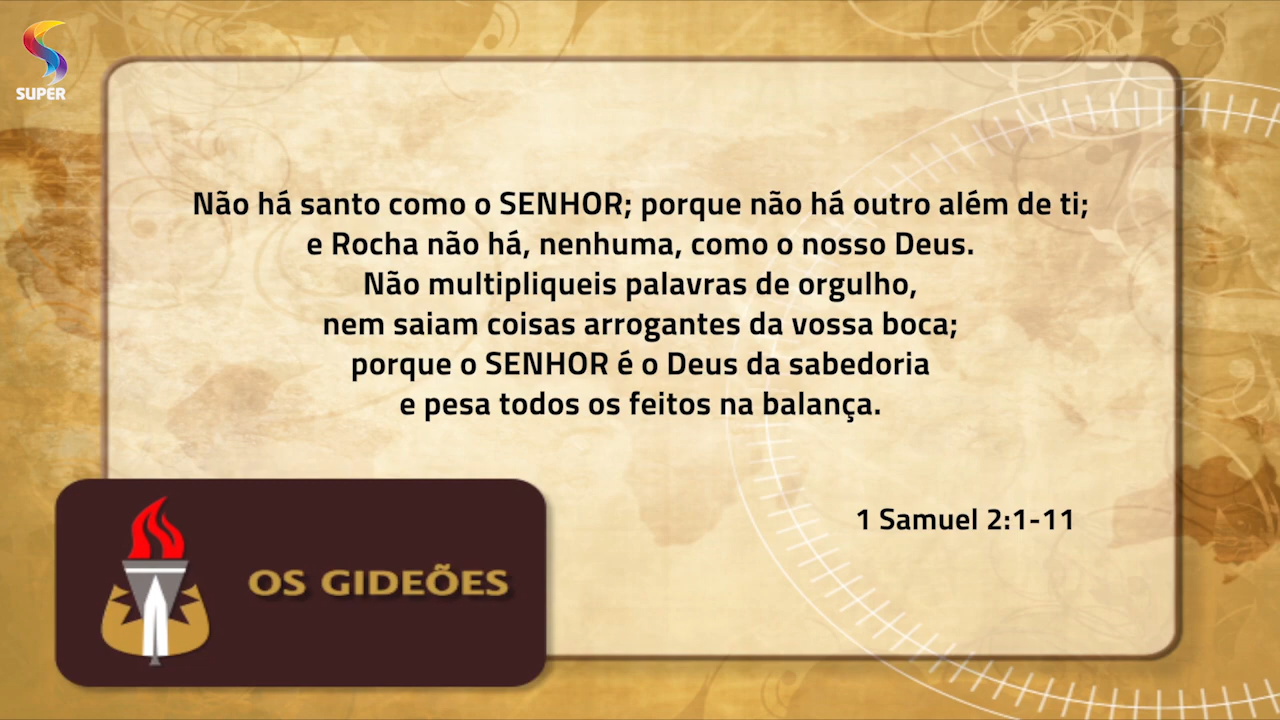 SUPER
Não há santo como o SENHOR; porque não há outro além de ti;
e Rocha não há, nenhuma, como o nosso Deus.
Não multipliqueis palavras de orgulho,
nem saiam coisas arrogantes da vossa boca;
porque o SENHOR é o Deus da sabedoria
e pesa todos os feitos na balança.
1 Samuel 2:1-11
OS GIDEÕES